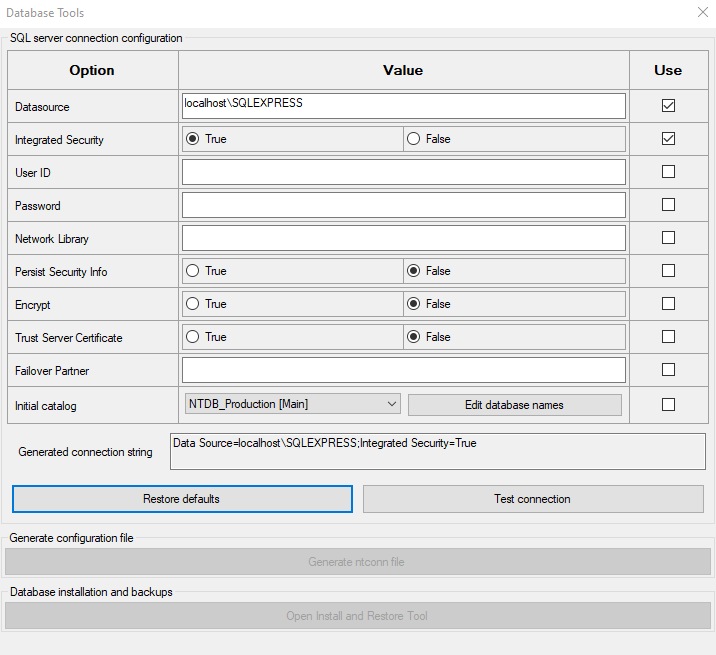 Database Tools
SQL server connection configuration
Option Value Use
Datasource localhost\SQLEXPRESS
Integrated Security True False
User ID
Password
Network Library
Persist Security Info True False
Encrypt True False
Trust Server Certificate True False
Failover Partner
Initial catalog NTDB_Production [Main] Edit database names
Generated connection string Data Source=localhost\SQLEXPRESS;Integrated Security=True
Restore defaults Test connection
Generate configuration file
Generate ntconn file
Database installation and backups
Open Install and Restore Tool